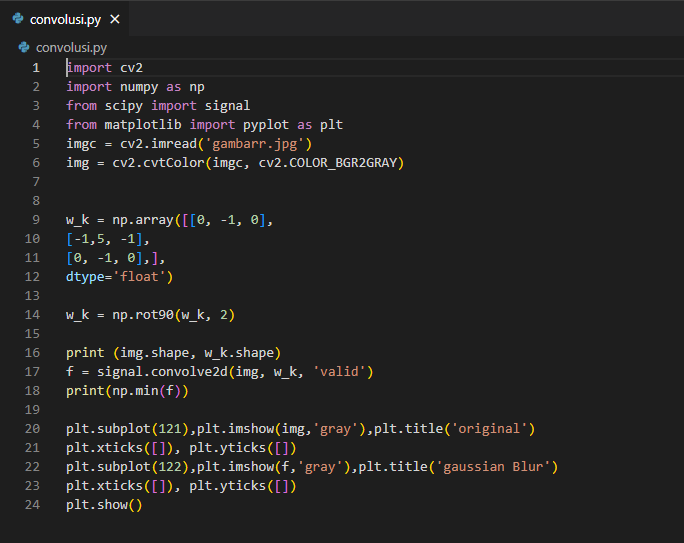 convolusi.py
convolusi.py
1 import cv2
2 import numpy as np
3 from scipy import signal
4 from matplotlib import pyplot as plt
5 imgc = cv2.imread('gambarr.jpg')
6 img = cv2.cvtColor(imgc, cv2.COLOR_BGR2GRAY)
7
8
9 w_k = np.array([[0, -1, 0],
10 [-1,5, -1],
11 [0, -1, 0],],
12 dtype='float')
13
14 w_k = np.rot90(w_k, 2)
15
16 print (img.shape, w_k.shape)
17 f = signal.convolve2d(img, w_k, 'valid')
18 print(np.min(f))
19
20 plt.subplot(121),plt.imshow(img,'gray'),plt.title('original')
21 plt.xticks([]), plt.yticks([])
22 plt.subplot(122),plt.imshow(f,'gray'),plt.title('gaussian Blur')
23 plt.xticks([]), plt.yticks([])
24 plt.show()